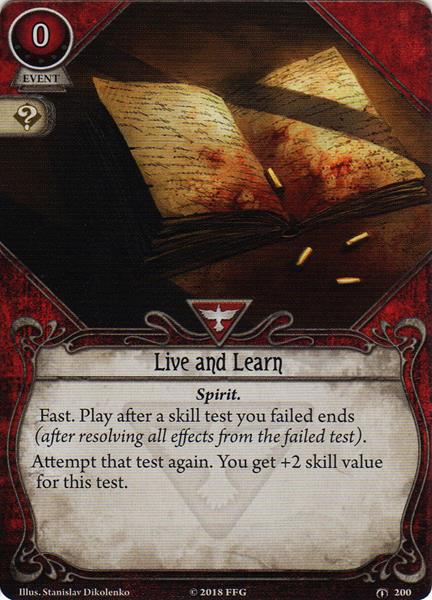 0
EVENT
?
Live and Learn
Spirit.
Fast. Play after a skill test you failed ends
(after resolving all effects from the failed test).
Attempt that test again. You get +2 skill value
for this test.
Illus. Stanislav Dikolenko © 2018 FFG 200